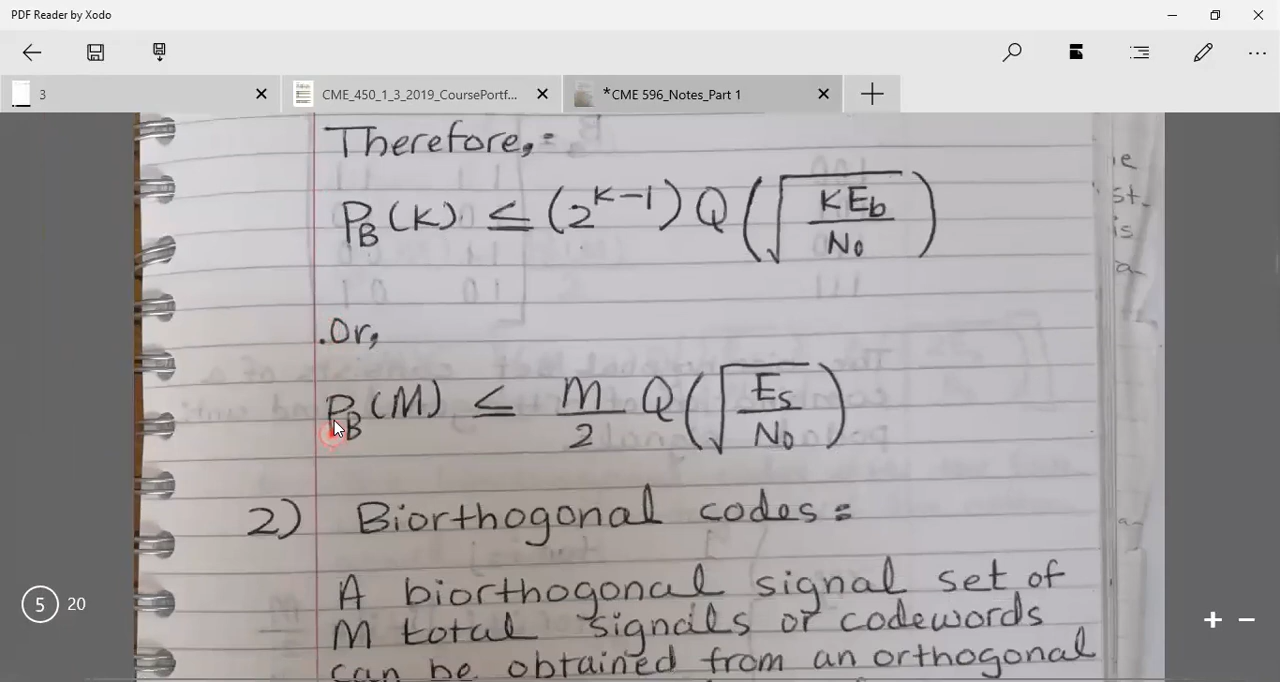 PDF Reader by Xodo
3
CME_450_1_3_2019_CoursePortf...
*CME 596_Notes_Part 1
Therefore,
P_B(K) ≤ (2^{K-1}) Q(√(KE_b/N_0))
Or,
P_B(M) ≤ M/2 Q(√(E_s/N_0))
2) Biorthogonal codes:
A biorthogonal signal set of
M total signals or codewords
can be obtained from an orthogonal
5 20